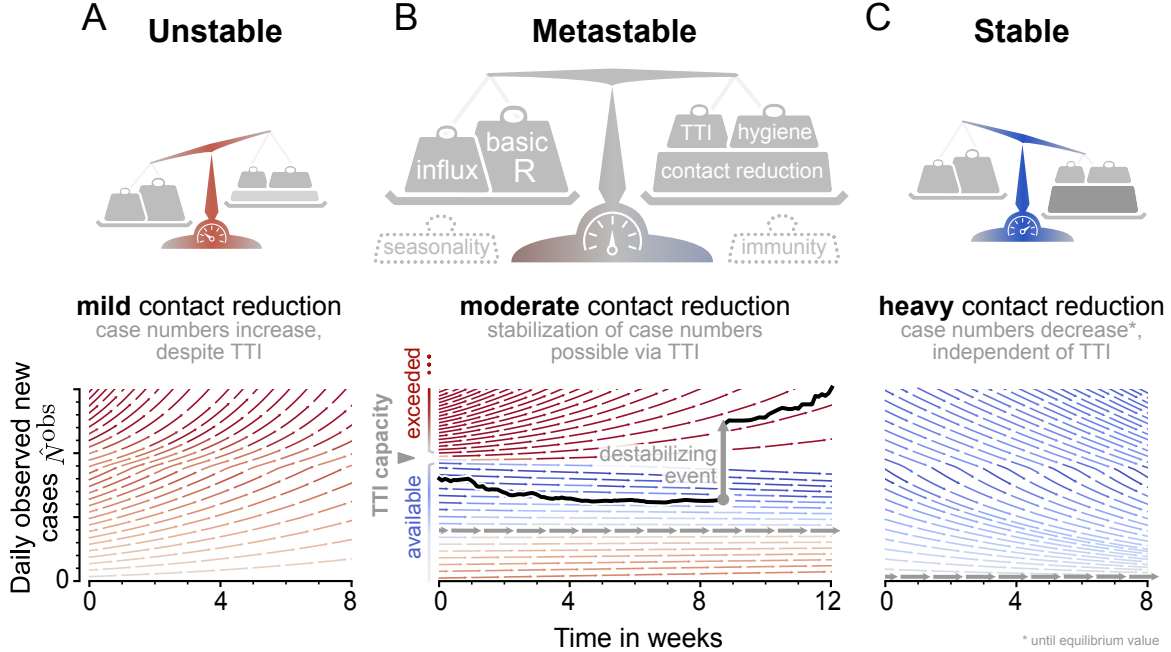 A
Unstable
B
Metastable
C
Stable
influx
basic
R
TTI
hygiene
contact reduction
seasonality
immunity
mild contact reduction
case numbers increase,
despite TTI
moderate contact reduction
stabilization of case numbers
possible via TTI
heavy contact reduction
case numbers decrease*,
independent of TTI
Daily observed new
cases N̂ᵒᵇˢ
0
0
4
8
TTI capacity
exceeded
available
destabilizing
event
0
4
8
12
0
4
8
Time in weeks
* until equilibrium value